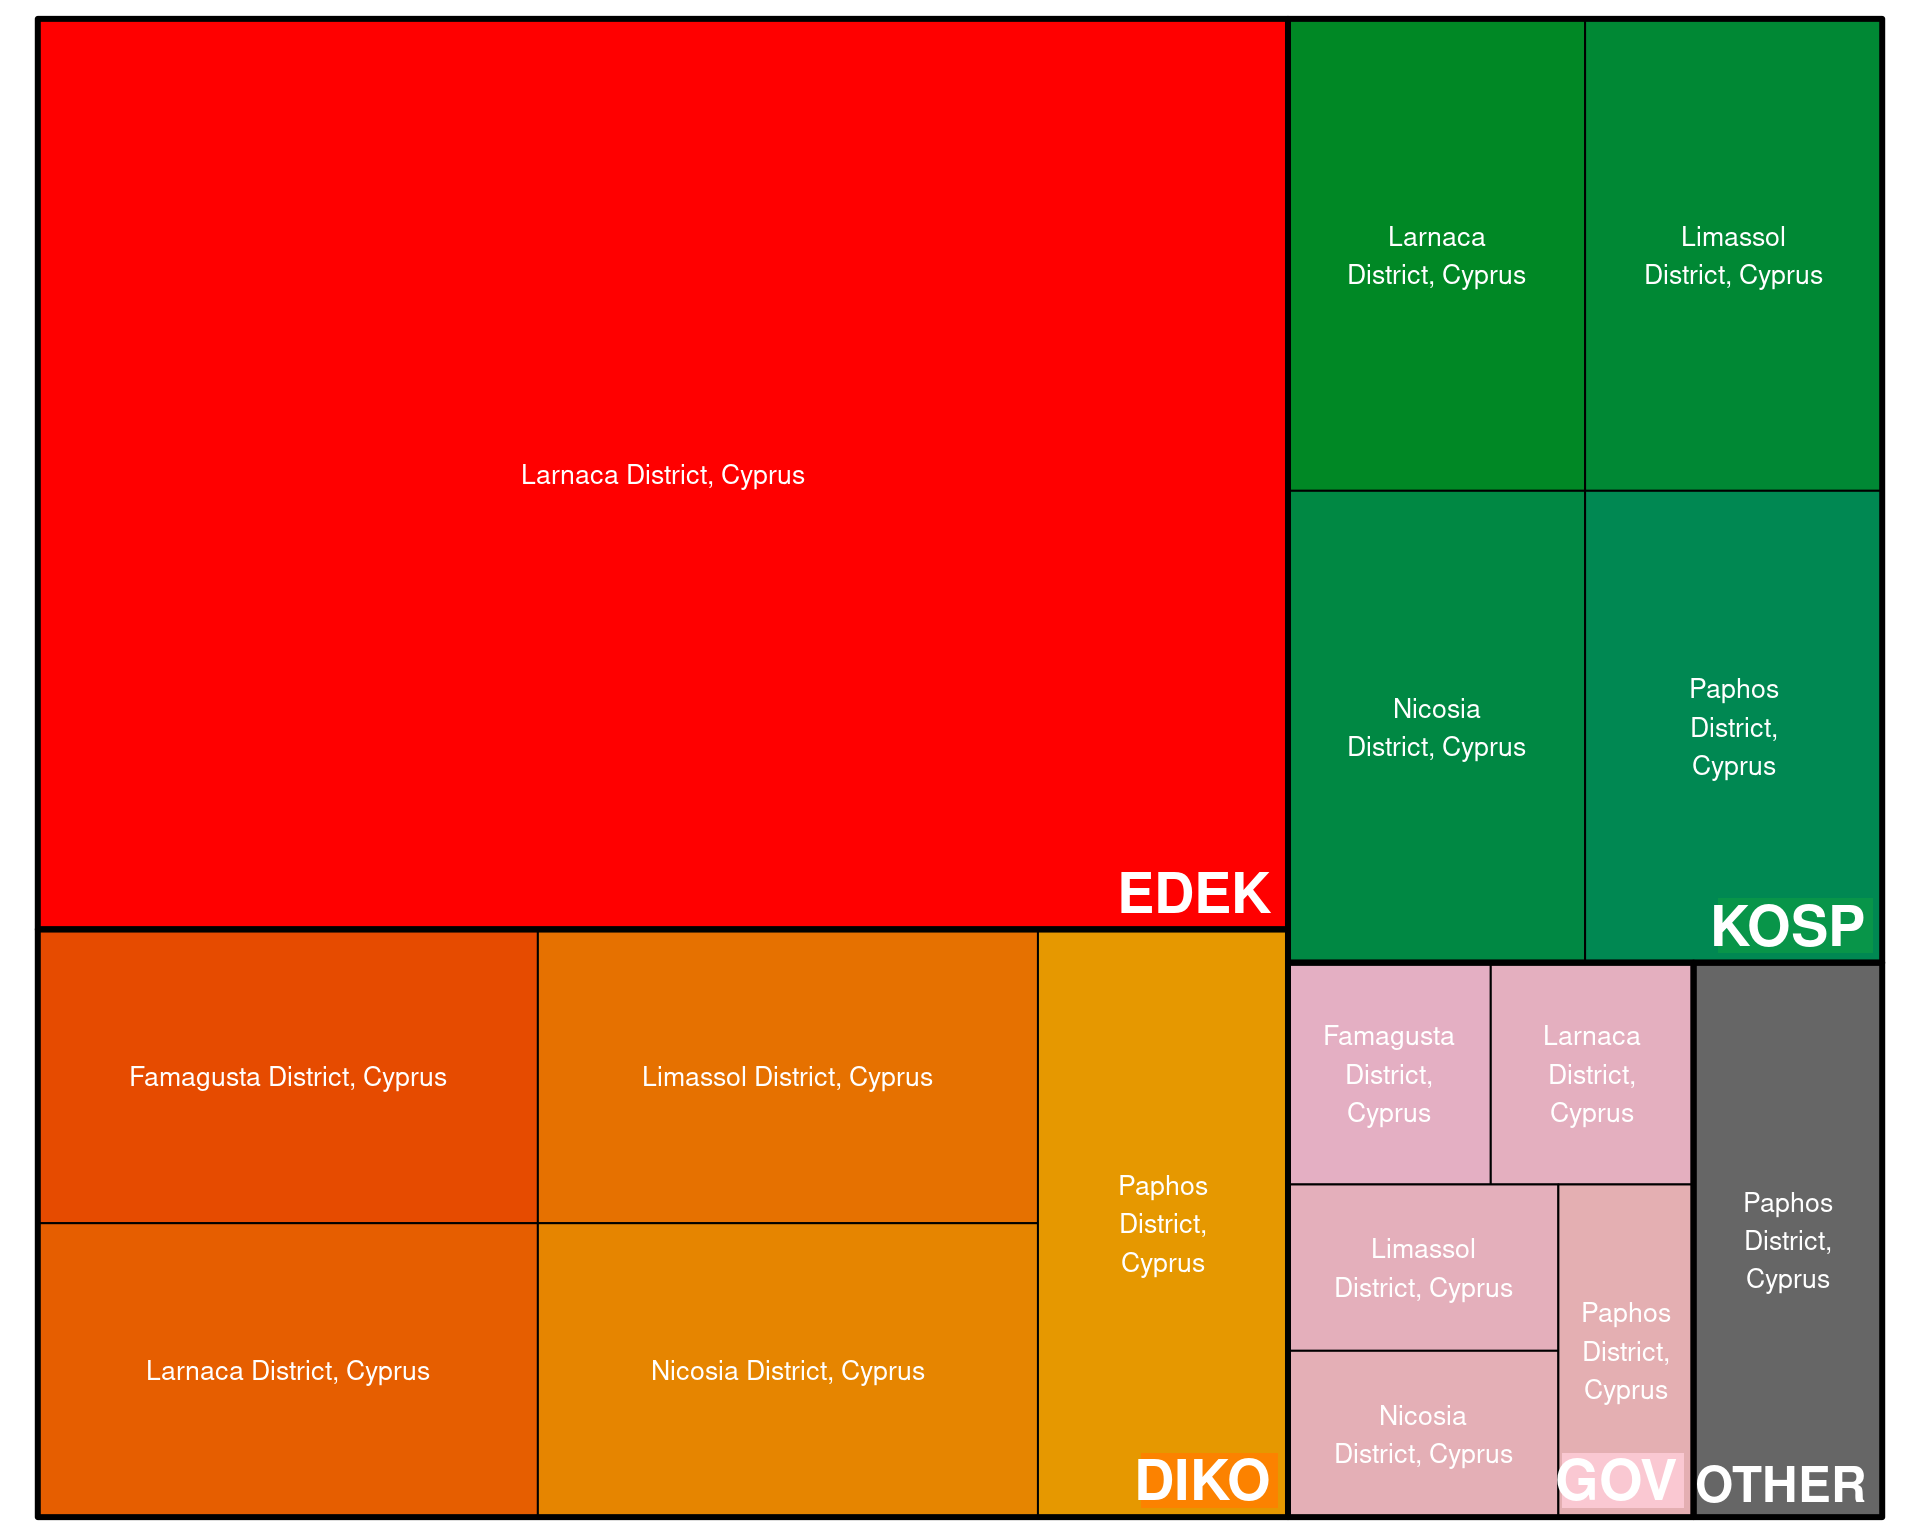 Larnaca District, Cyprus
EDEK
Larnaca
District, Cyprus
Limassol
District, Cyprus
Nicosia
District, Cyprus
Paphos
District,
Cyprus
KOSP
Famagusta District, Cyprus
Limassol District, Cyprus
Larnaca District, Cyprus
Nicosia District, Cyprus
Paphos
District,
Cyprus
DIKO
Famagusta
District,
Cyprus
Larnaca
District,
Cyprus
Limassol
District, Cyprus
Nicosia
District, Cyprus
Paphos
District,
Cyprus
GOV
Paphos
District,
Cyprus
OTHER